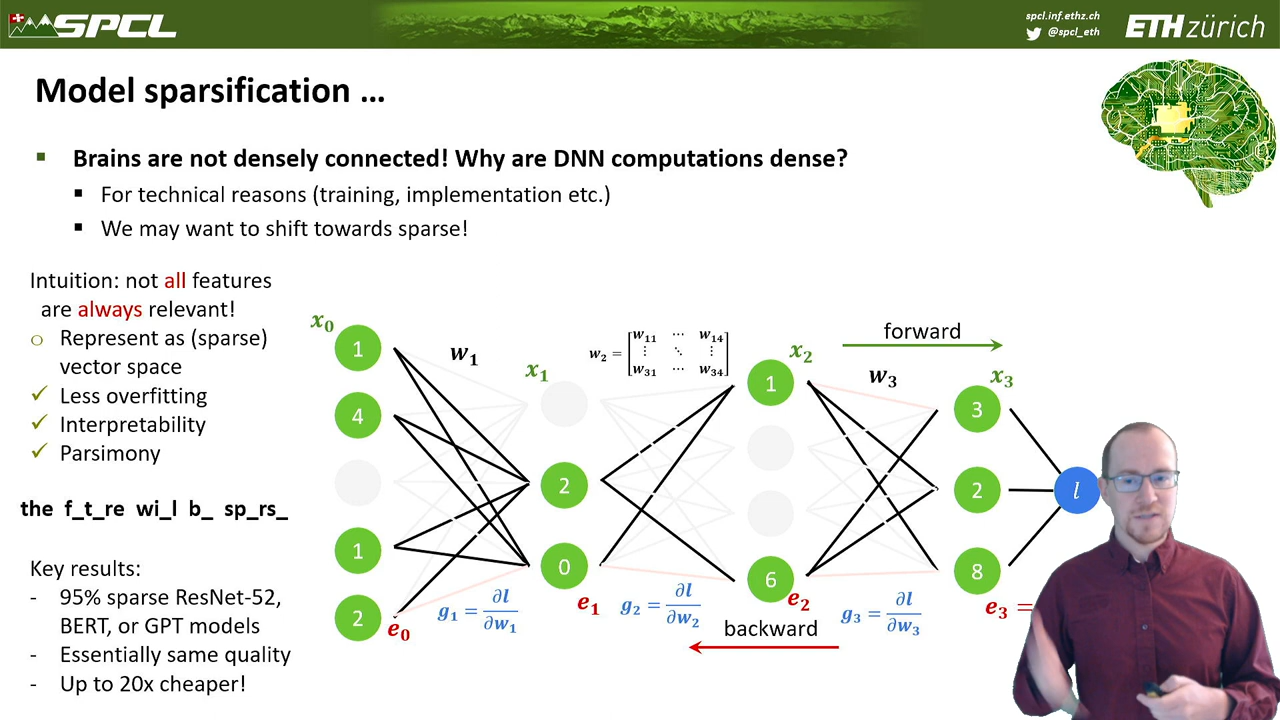 SPCL
spcl.inf.ethz.ch
@spcl_eth
ETH zürich
Model sparsification ...
Brains are not densely connected! Why are DNN computations dense?
For technical reasons (training, implementation etc.)
We may want to shift towards sparse!
Intuition: not all features
are always relevant!
Represent as (sparse)
vector space
Less overfitting
Interpretability
Parsimony
the f_t_re wi_l b_ sp_rs_
Key results:
- 95% sparse ResNet-52,
BERT, or GPT models
- Essentially same quality
- Up to 20x cheaper!
x₀
1
4
1
2
e₀
w₁
g₁ = ∂l/∂w₁
x₁
2
0
e₁
w₂ = [w₁₁ ⋯ w₁₄
⋮ ⋱ ⋮
w₃₁ ⋯ w₃₄]
g₂ = ∂l/∂w₂
x₂
1
6
e₂
forward
backward
w₃
g₃ = ∂l/∂w₃
x₃
3
2
8
e₃ =
l